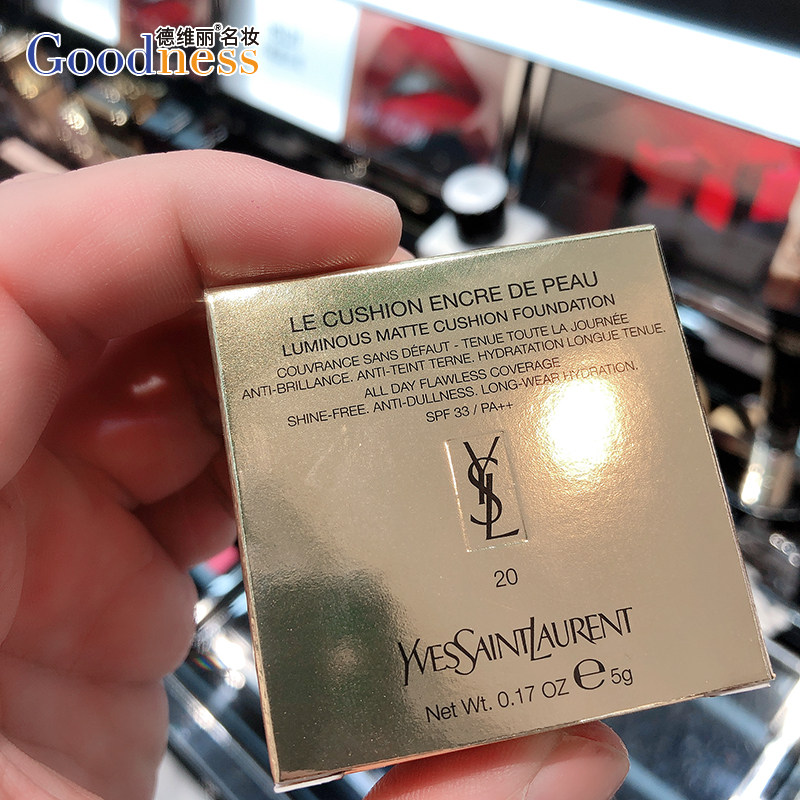 德维丽®名妆
Goodness
LE CUSHION ENCRE DE PEAU
LUMINOUS MATTE CUSHION FOUNDATION
COUVRANCE SANS DÉFAUT - TENUE TOUTE LA JOURNÉE
ANTI-BRILLANCE. ANTI-TEINT TERNE. HYDRATATION LONGUE TENUE.
ALL DAY FLAWLESS COVERAGE
SHINE-FREE. ANTI-DULLNESS. LONG-WEAR HYDRATION.
SPF 33 / PA++
YSL
20
YVESSAINTLAURENT
Net Wt. 0.17 OZ e 5g